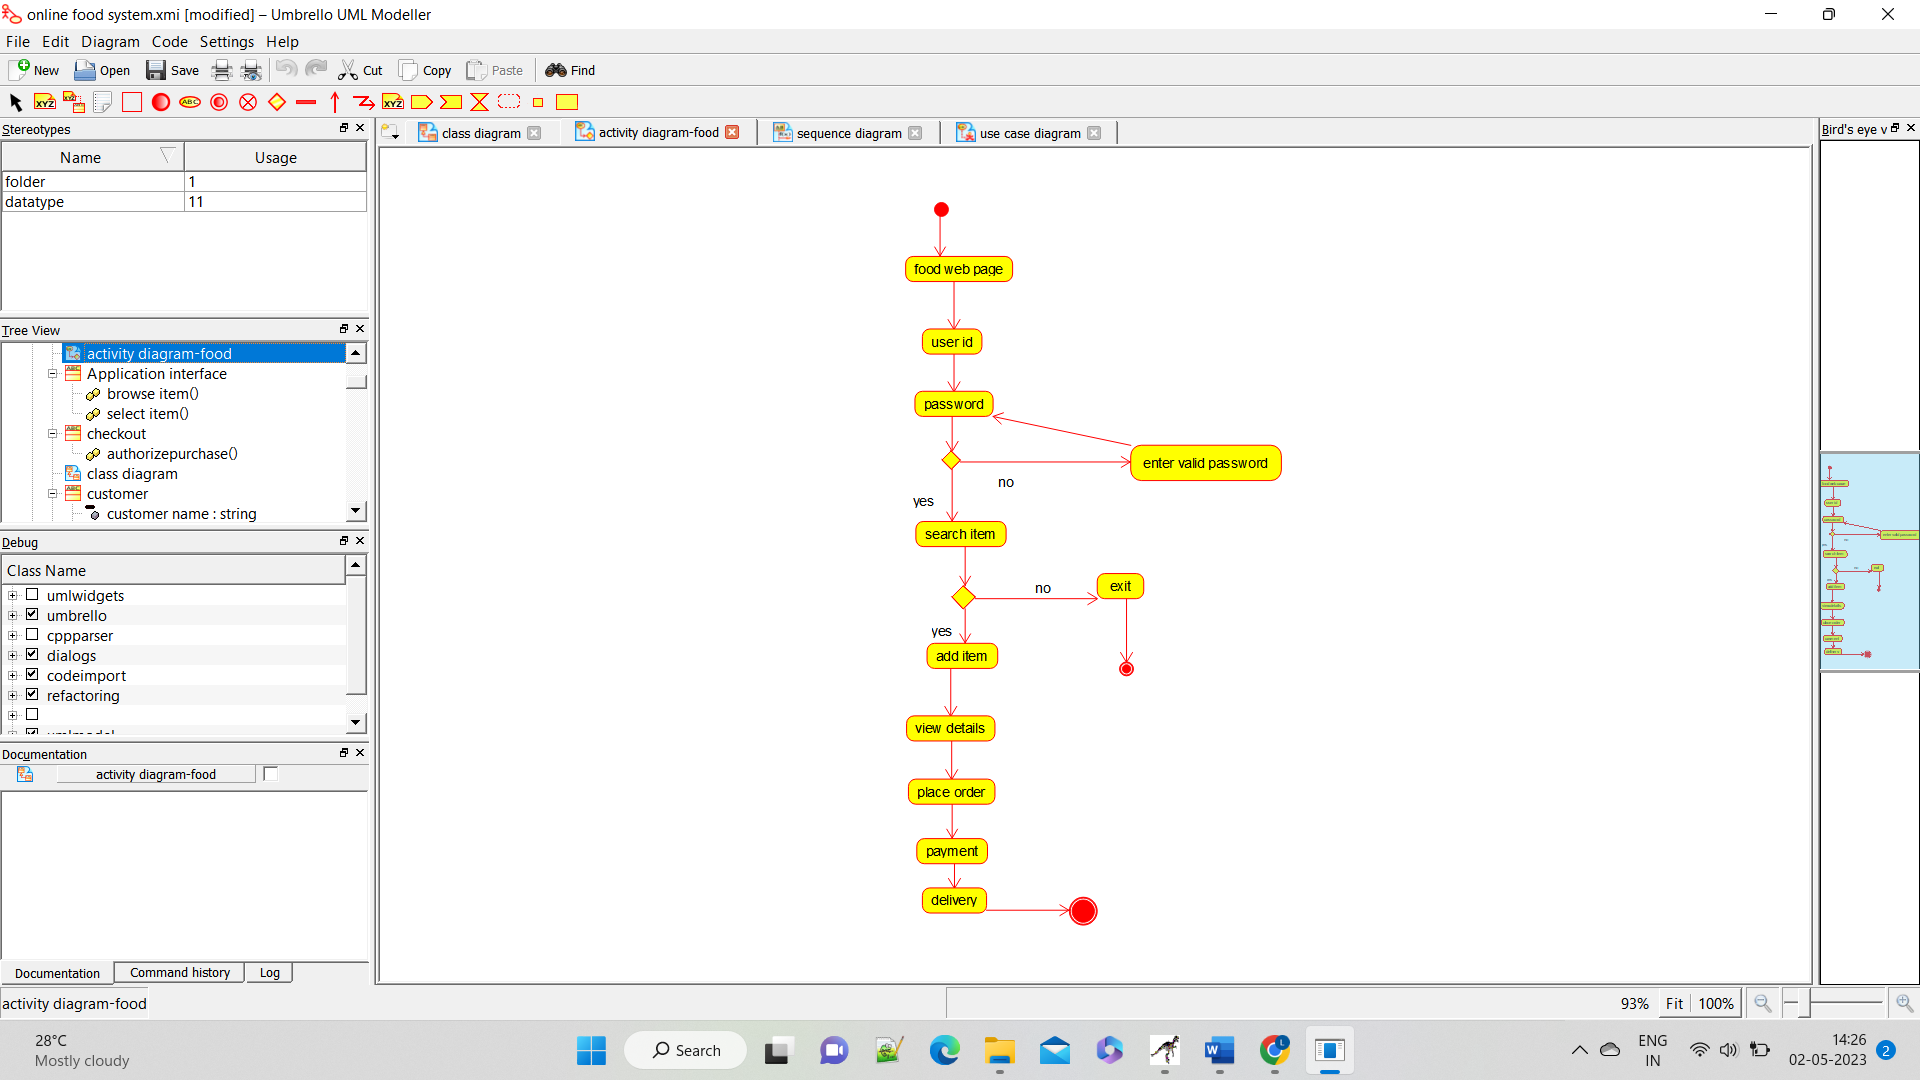 online food system.xmi [modified] – Umbrello UML Modeller
File Edit Diagram Code Settings Help
New Open Save Cut Copy Paste Find
XYZ ABC XYZ
Stereotypes
Name Usage
folder 1
datatype 11
Tree View
activity diagram-food
Application interface
browse item()
select item()
checkout
authorizepurchase()
class diagram
customer
customer name : string
Debug
Class Name
umlwidgets
umbrello
cppparser
dialogs
codeimport
refactoring
umlmodel
Documentation
activity diagram-food
Documentation Command history Log
activity diagram-food
class diagram activity diagram-food sequence diagram use case diagram
food web page
user id
password
enter valid password
no
yes
search item
no
exit
yes
add item
view details
place order
payment
delivery
Bird's eye v
93% Fit 100%
28°C
Mostly cloudy
Search
ENG
IN
14:26
02-05-2023
2